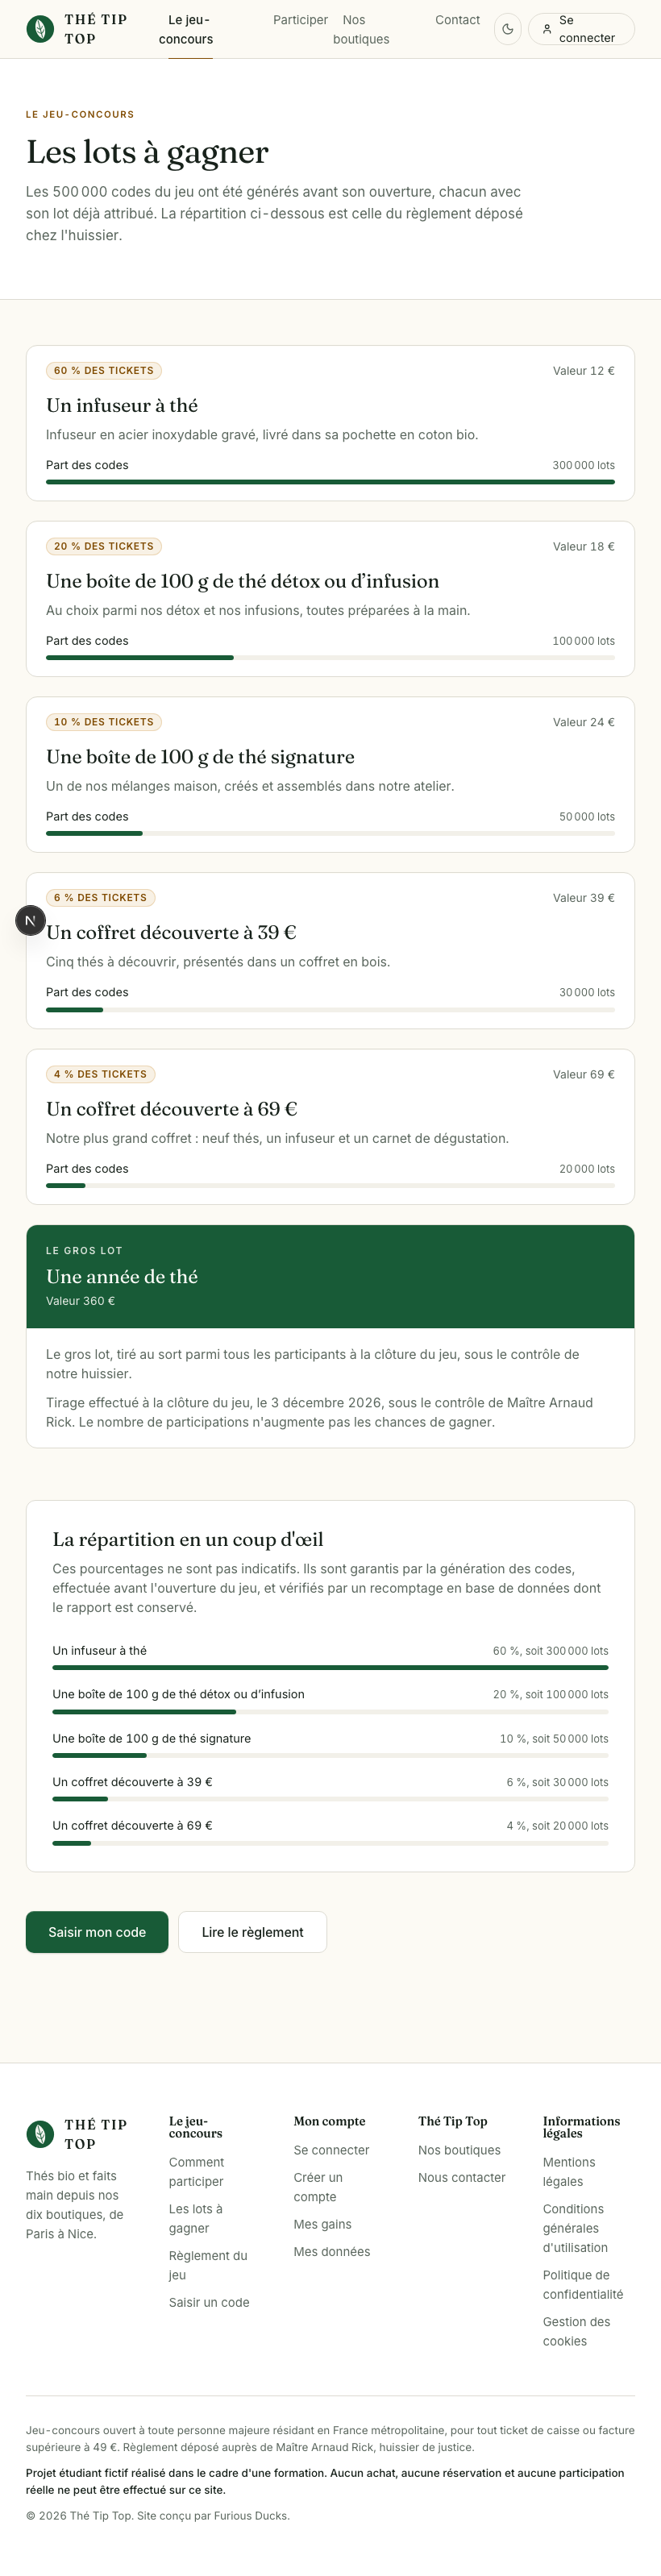 THÉ TIP
TOP
Le jeu-
concours
Participer
Nos
boutiques
Contact
Se
connecter
LE JEU-CONCOURS
Les lots à gagner
Les 500 000 codes du jeu ont été générés avant son ouverture, chacun avec
son lot déjà attribué. La répartition ci-dessous est celle du règlement déposé
chez l'huissier.
60 % DES TICKETS
Valeur 12 €
Un infuseur à thé
Infuseur en acier inoxydable gravé, livré dans sa pochette en coton bio.
Part des codes
300 000 lots
20 % DES TICKETS
Valeur 18 €
Une boîte de 100 g de thé détox ou d’infusion
Au choix parmi nos détox et nos infusions, toutes préparées à la main.
Part des codes
100 000 lots
10 % DES TICKETS
Valeur 24 €
Une boîte de 100 g de thé signature
Un de nos mélanges maison, créés et assemblés dans notre atelier.
Part des codes
50 000 lots
6 % DES TICKETS
Valeur 39 €
N
Un coffret découverte à 39 €
Cinq thés à découvrir, présentés dans un coffret en bois.
Part des codes
30 000 lots
4 % DES TICKETS
Valeur 69 €
Un coffret découverte à 69 €
Notre plus grand coffret : neuf thés, un infuseur et un carnet de dégustation.
Part des codes
20 000 lots
LE GROS LOT
Une année de thé
Valeur 360 €
Le gros lot, tiré au sort parmi tous les participants à la clôture du jeu, sous le contrôle de
notre huissier.
Tirage effectué à la clôture du jeu, le 3 décembre 2026, sous le contrôle de Maître Arnaud
Rick. Le nombre de participations n'augmente pas les chances de gagner.
La répartition en un coup d'œil
Ces pourcentages ne sont pas indicatifs. Ils sont garantis par la génération des codes,
effectuée avant l'ouverture du jeu, et vérifiés par un recomptage en base de données dont
le rapport est conservé.
Un infuseur à thé
60 %, soit 300 000 lots
Une boîte de 100 g de thé détox ou d’infusion
20 %, soit 100 000 lots
Une boîte de 100 g de thé signature
10 %, soit 50 000 lots
Un coffret découverte à 39 €
6 %, soit 30 000 lots
Un coffret découverte à 69 €
4 %, soit 20 000 lots
Saisir mon code
Lire le règlement
THÉ TIP
TOP
Thés bio et faits
main depuis nos
dix boutiques, de
Paris à Nice.
Le jeu-
concours
Comment
participer
Les lots à
gagner
Règlement du
jeu
Saisir un code
Mon compte
Se connecter
Créer un
compte
Mes gains
Mes données
Thé Tip Top
Nos boutiques
Nous contacter
Informations
légales
Mentions
légales
Conditions
générales
d'utilisation
Politique de
confidentialité
Gestion des
cookies
Jeu-concours ouvert à toute personne majeure résidant en France métropolitaine, pour tout ticket de caisse ou facture
supérieure à 49 €. Règlement déposé auprès de Maître Arnaud Rick, huissier de justice.
Projet étudiant fictif réalisé dans le cadre d'une formation. Aucun achat, aucune réservation et aucune participation
réelle ne peut être effectué sur ce site.
© 2026 Thé Tip Top. Site conçu par Furious Ducks.